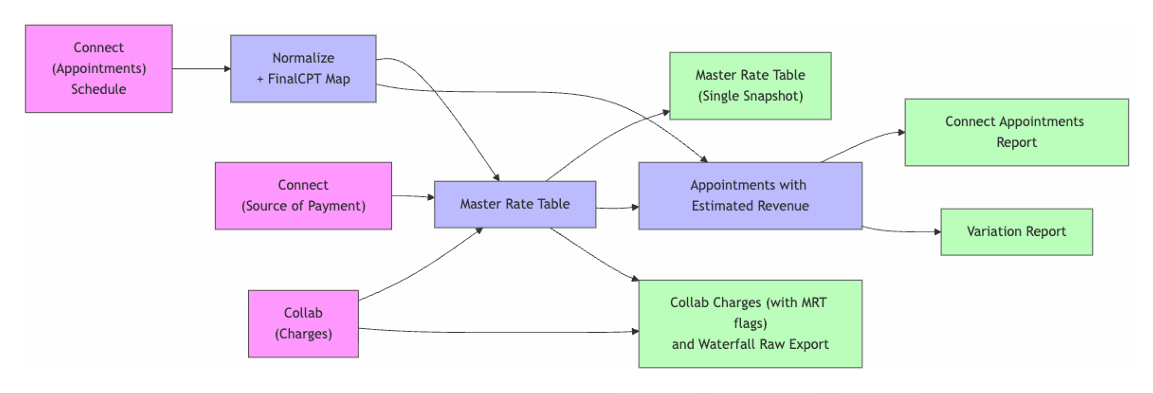 Connect
(Appointments)
Schedule
Normalize
+ FinalCPT Map
Master Rate Table
(Single Snapshot)
Connect Appointments
Report
Connect
(Source of Payment)
Master Rate Table
Appointments with
Estimated Revenue
Variation Report
Collab
(Charges)
Collab Charges (with MRT
flags)
and Waterfall Raw Export